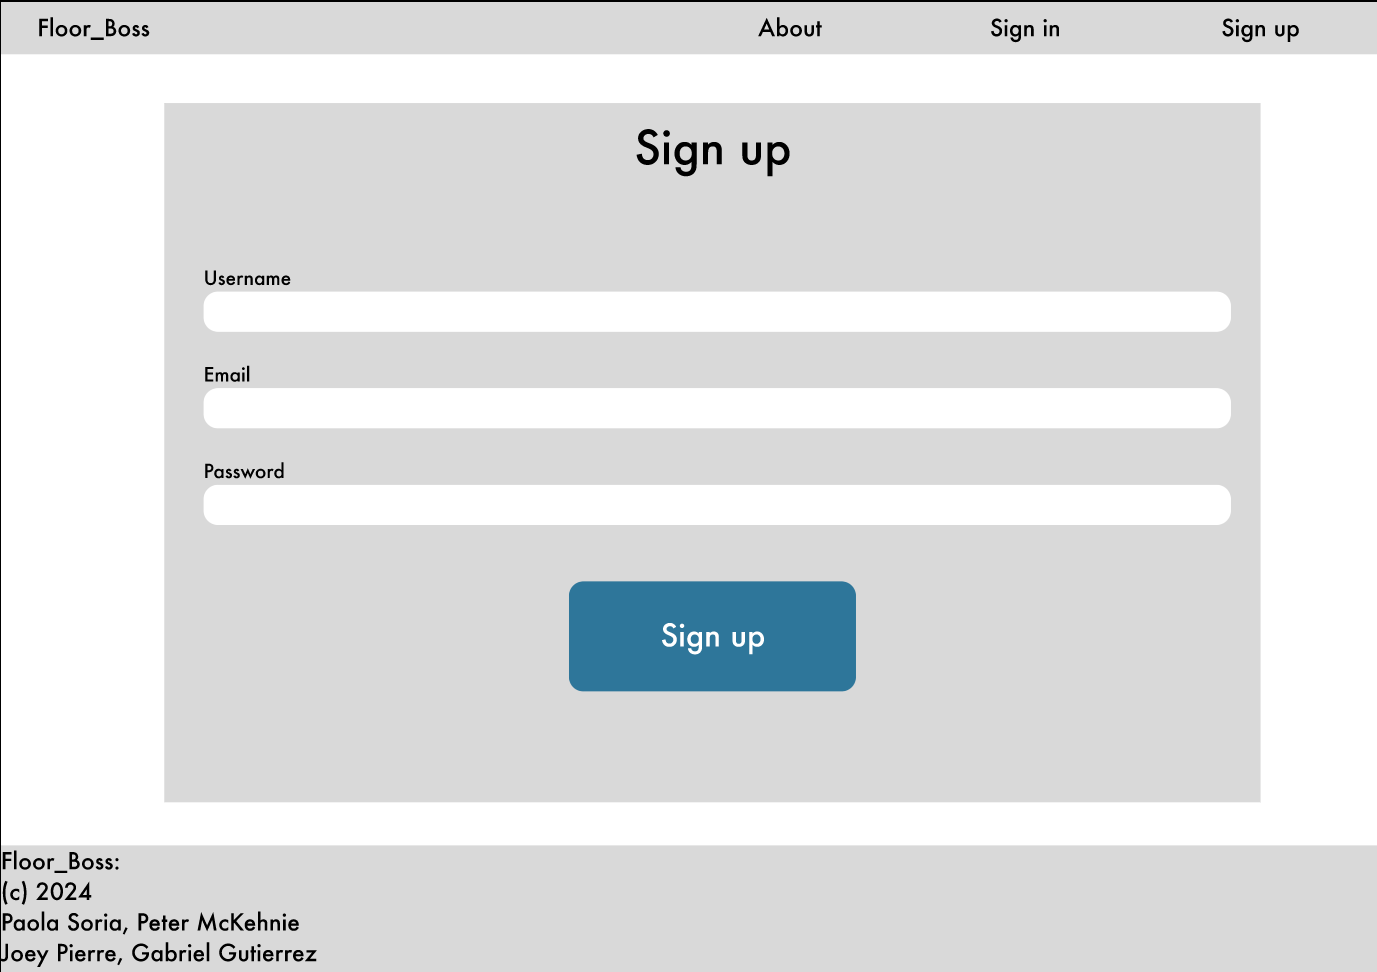 Floor_Boss About Sign in Sign up
Sign up
Username
Email
Password
Sign up
Floor_Boss:
(c) 2024
Paola Soria, Peter McKehnie
Joey Pierre, Gabriel Gutierrez